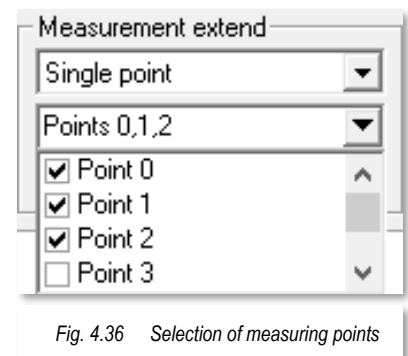 Measurement extend
Single point
Points 0,1,2
Point 0
Point 1
Point 2
Point 3
Fig. 4.36 Selection of measuring points